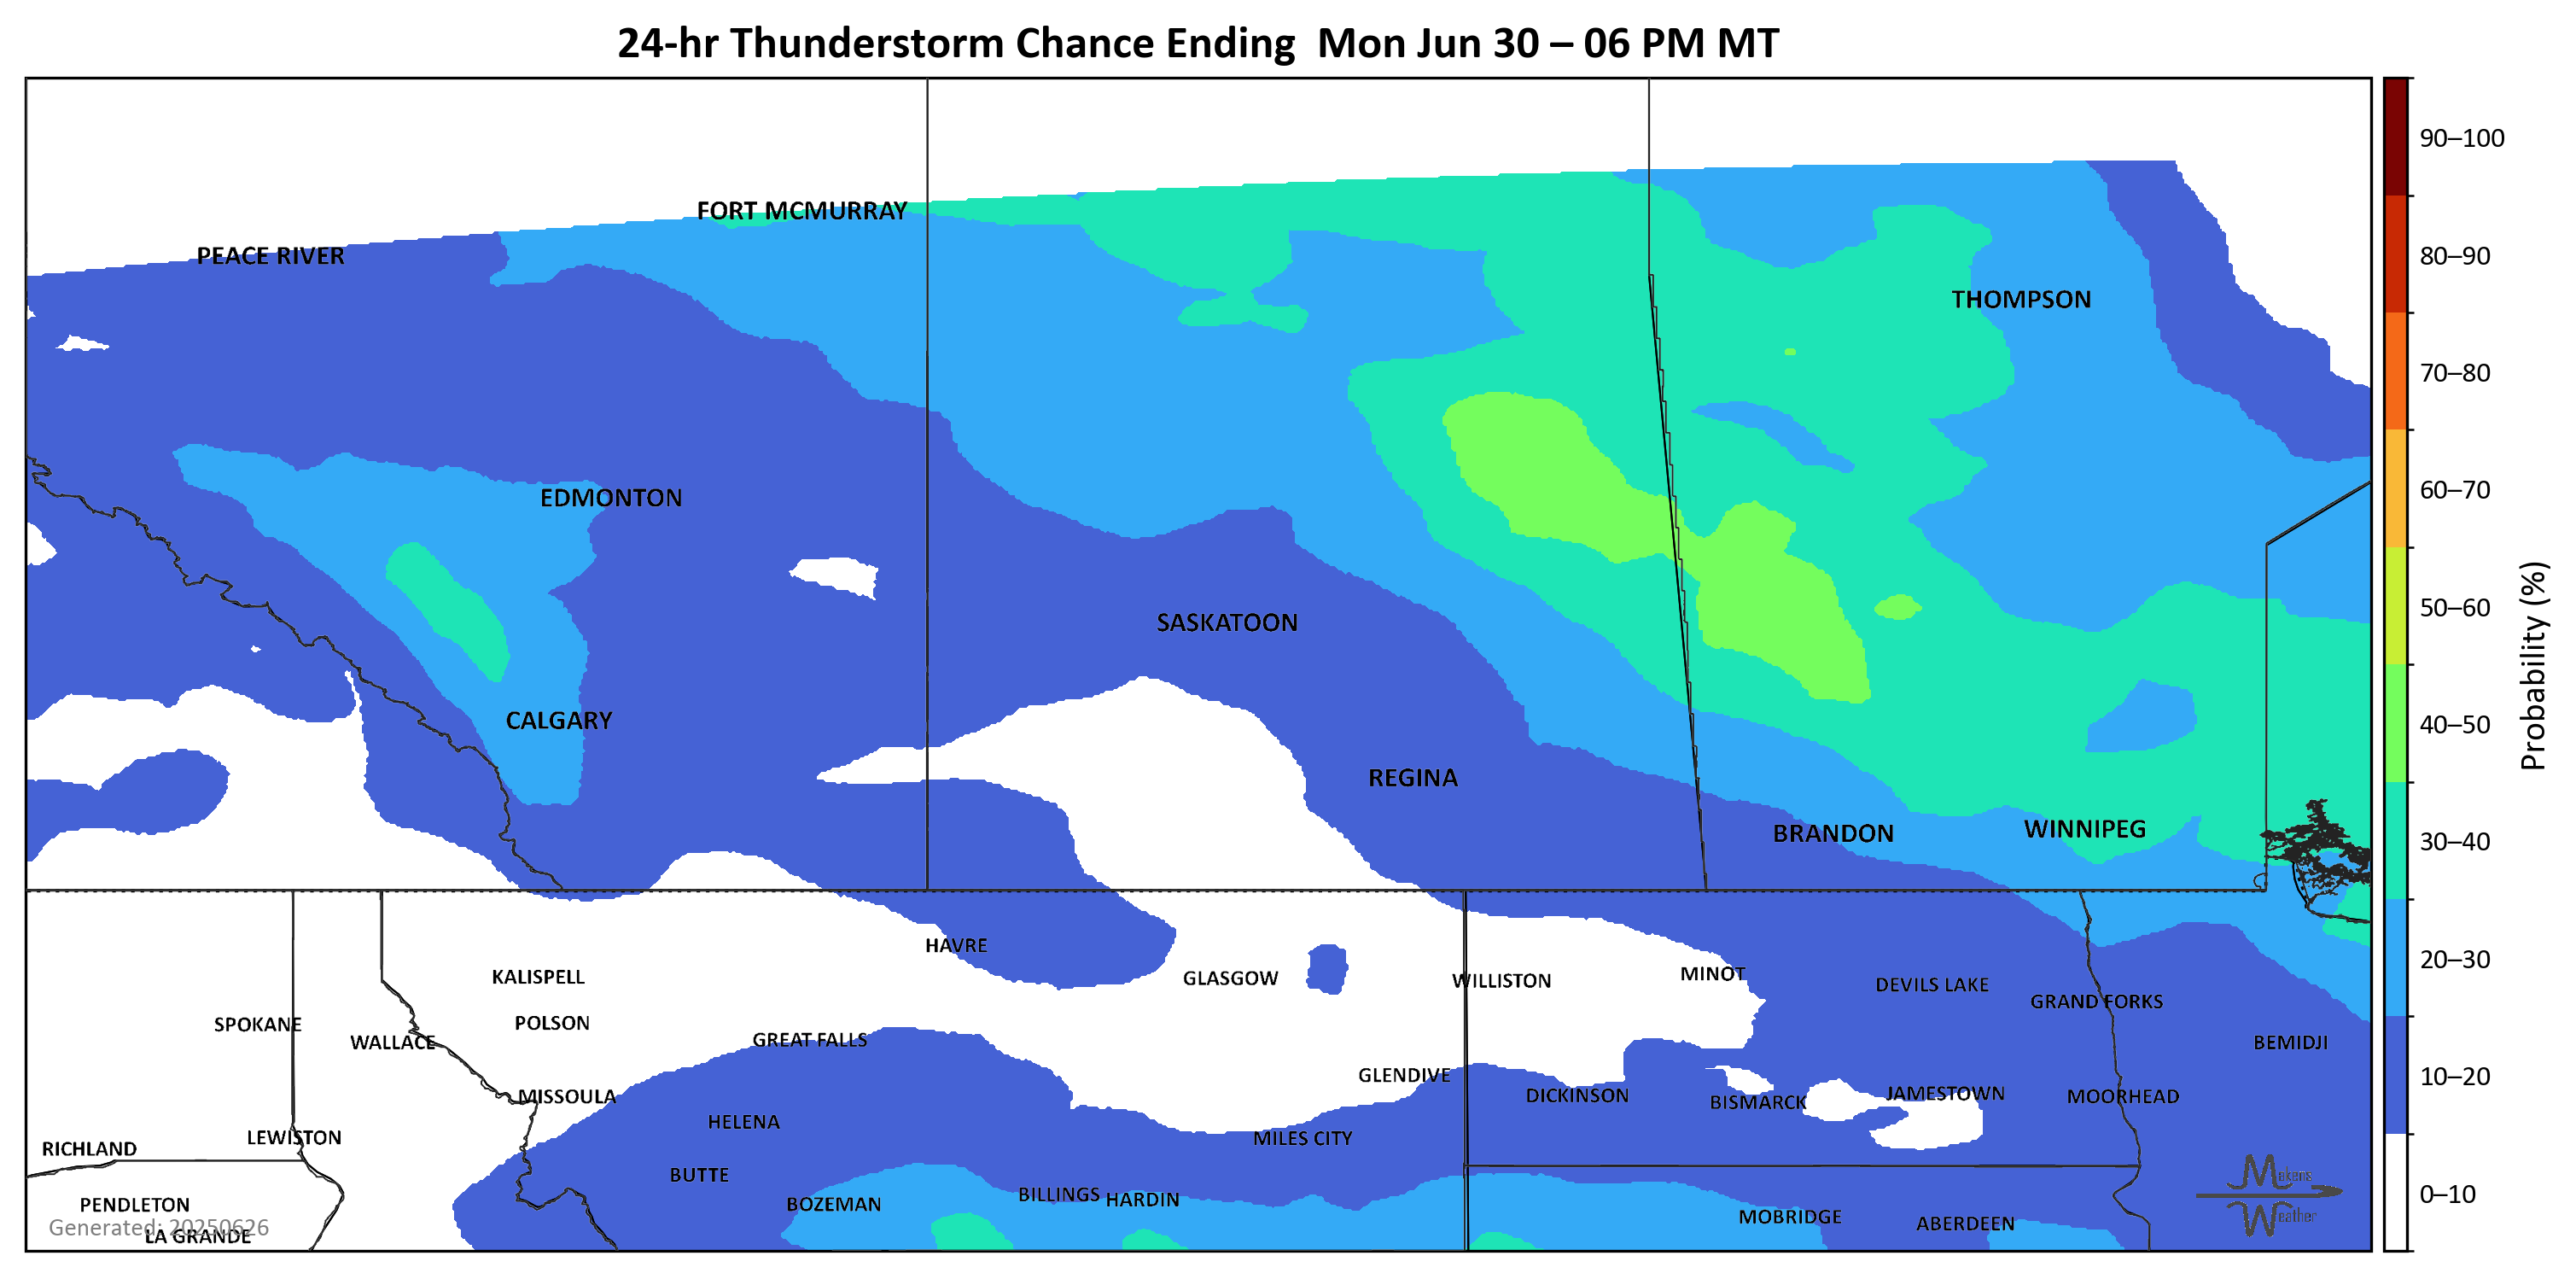 24-hr Thunderstorm Chance Ending  Mon Jun 30 – 06 PM MT
90–100
FORT MCMURRAY
PEACE RIVER
80–90
THOMPSON
70–80
60–70
EDMONTON
50–60
SASKATOON
Probability (%)
CALGARY
40–50
REGINA
BRANDON
WINNIPEG
30–40
HAVRE
20–30
KALISPELL
GLASGOW
WILLISTON
MINOT
DEVILS LAKE
GRAND FORKS
SPOKANE
POLSON
WALLACE
GREAT FALLS
BEMIDJI
GLENDIVE
10–20
MISSOULA
DICKINSON
BISMARCK
JAMESTOWN
MOORHEAD
HELENA
LEWISTON
MILES CITY
RICHLAND
BUTTE
Makens
Weather
0–10
PENDLETON
BOZEMAN
BILLINGS
HARDIN
MOBRIDGE
ABERDEEN
Generated: 20250626
LA GRANDE